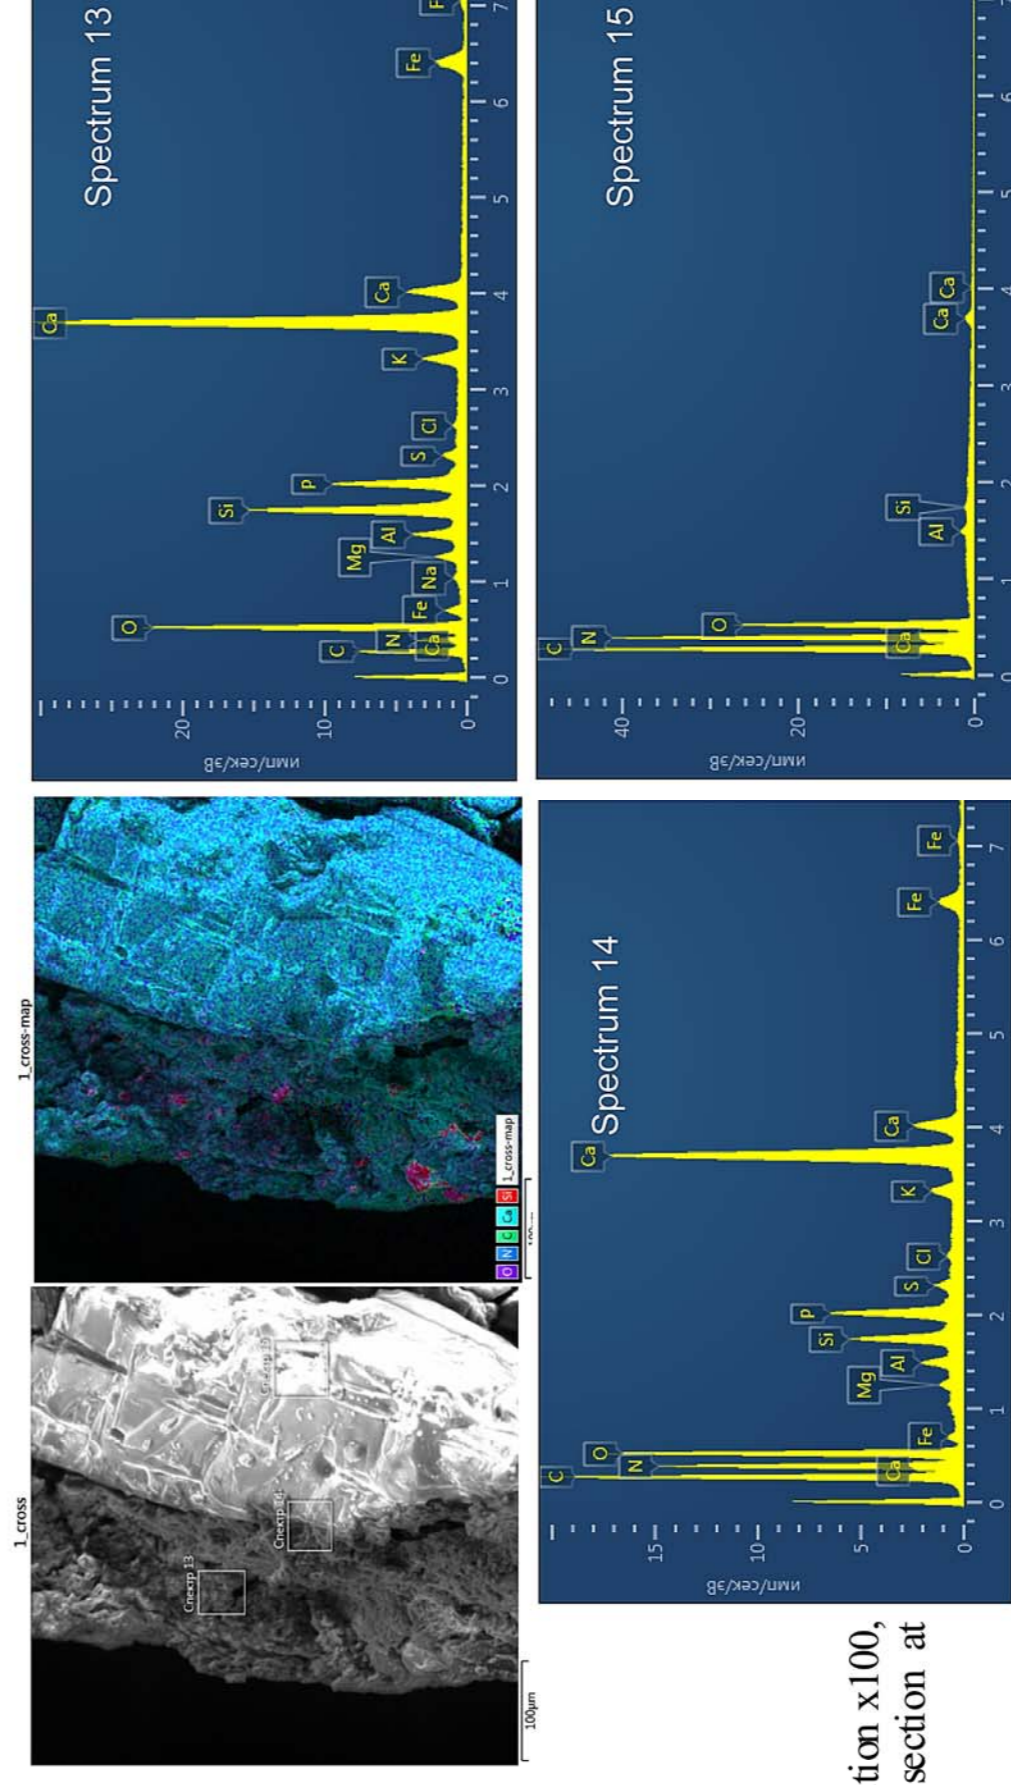 1_cross
Спектр 13
Спектр 14
100µm
1_cross-map
O N C Ca Si 1_cross-map
Spectrum 13
имп/сек/эВ
20
10
0
C O Ca N Fe Na Mg Al Si P S Cl K Ca Ca Fe
0 1 2 3 4 5 6 7
Spectrum 14
имп/сек/эВ
15
10
5
0
C N O Ca Fe Mg Al Si P S Cl K Ca Ca Fe Fe
0 1 2 3 4 5 6 7
Spectrum 15
имп/сек/эВ
40
20
0
C N O Ca Al Si Ca Ca
0 1 2 3 4 5 6
tion x100,
section at